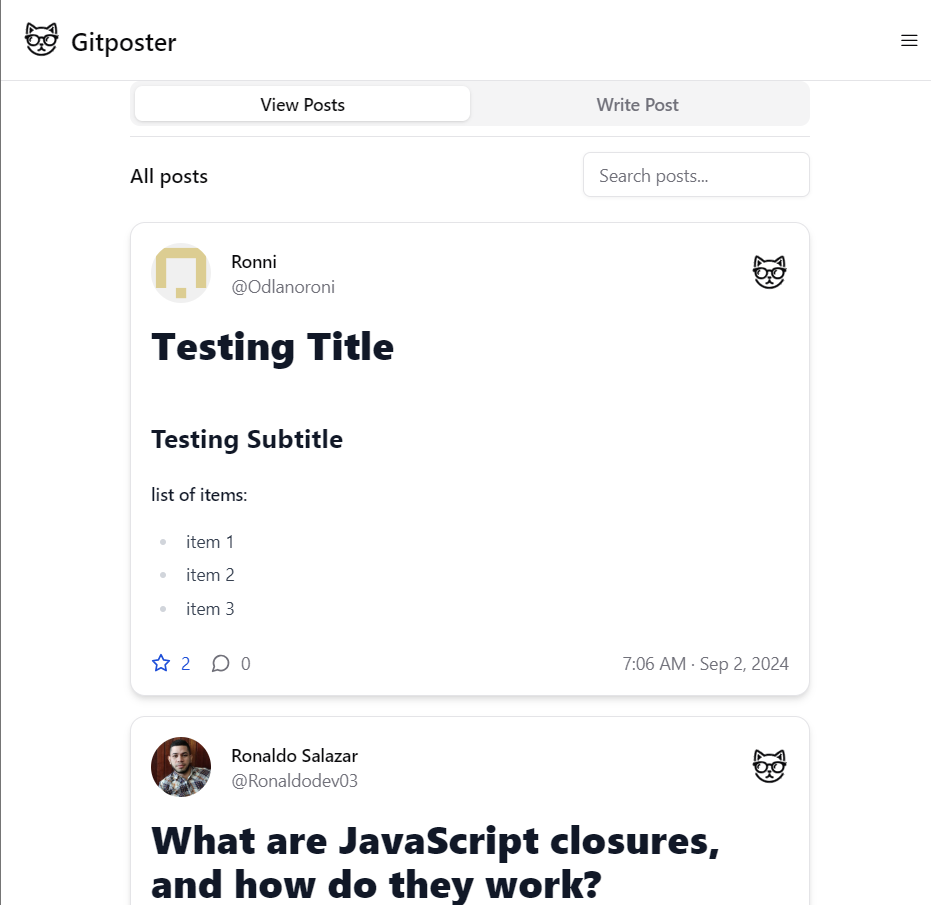 Gitposter
View Posts
Write Post
All posts
Search posts...
Ronni
@Odlanoroni
Testing Title
Testing Subtitle
list of items:
item 1
item 2
item 3
2
0
7:06 AM · Sep 2, 2024
Ronaldo Salazar
@Ronaldodev03
What are JavaScript closures,
and how do they work?